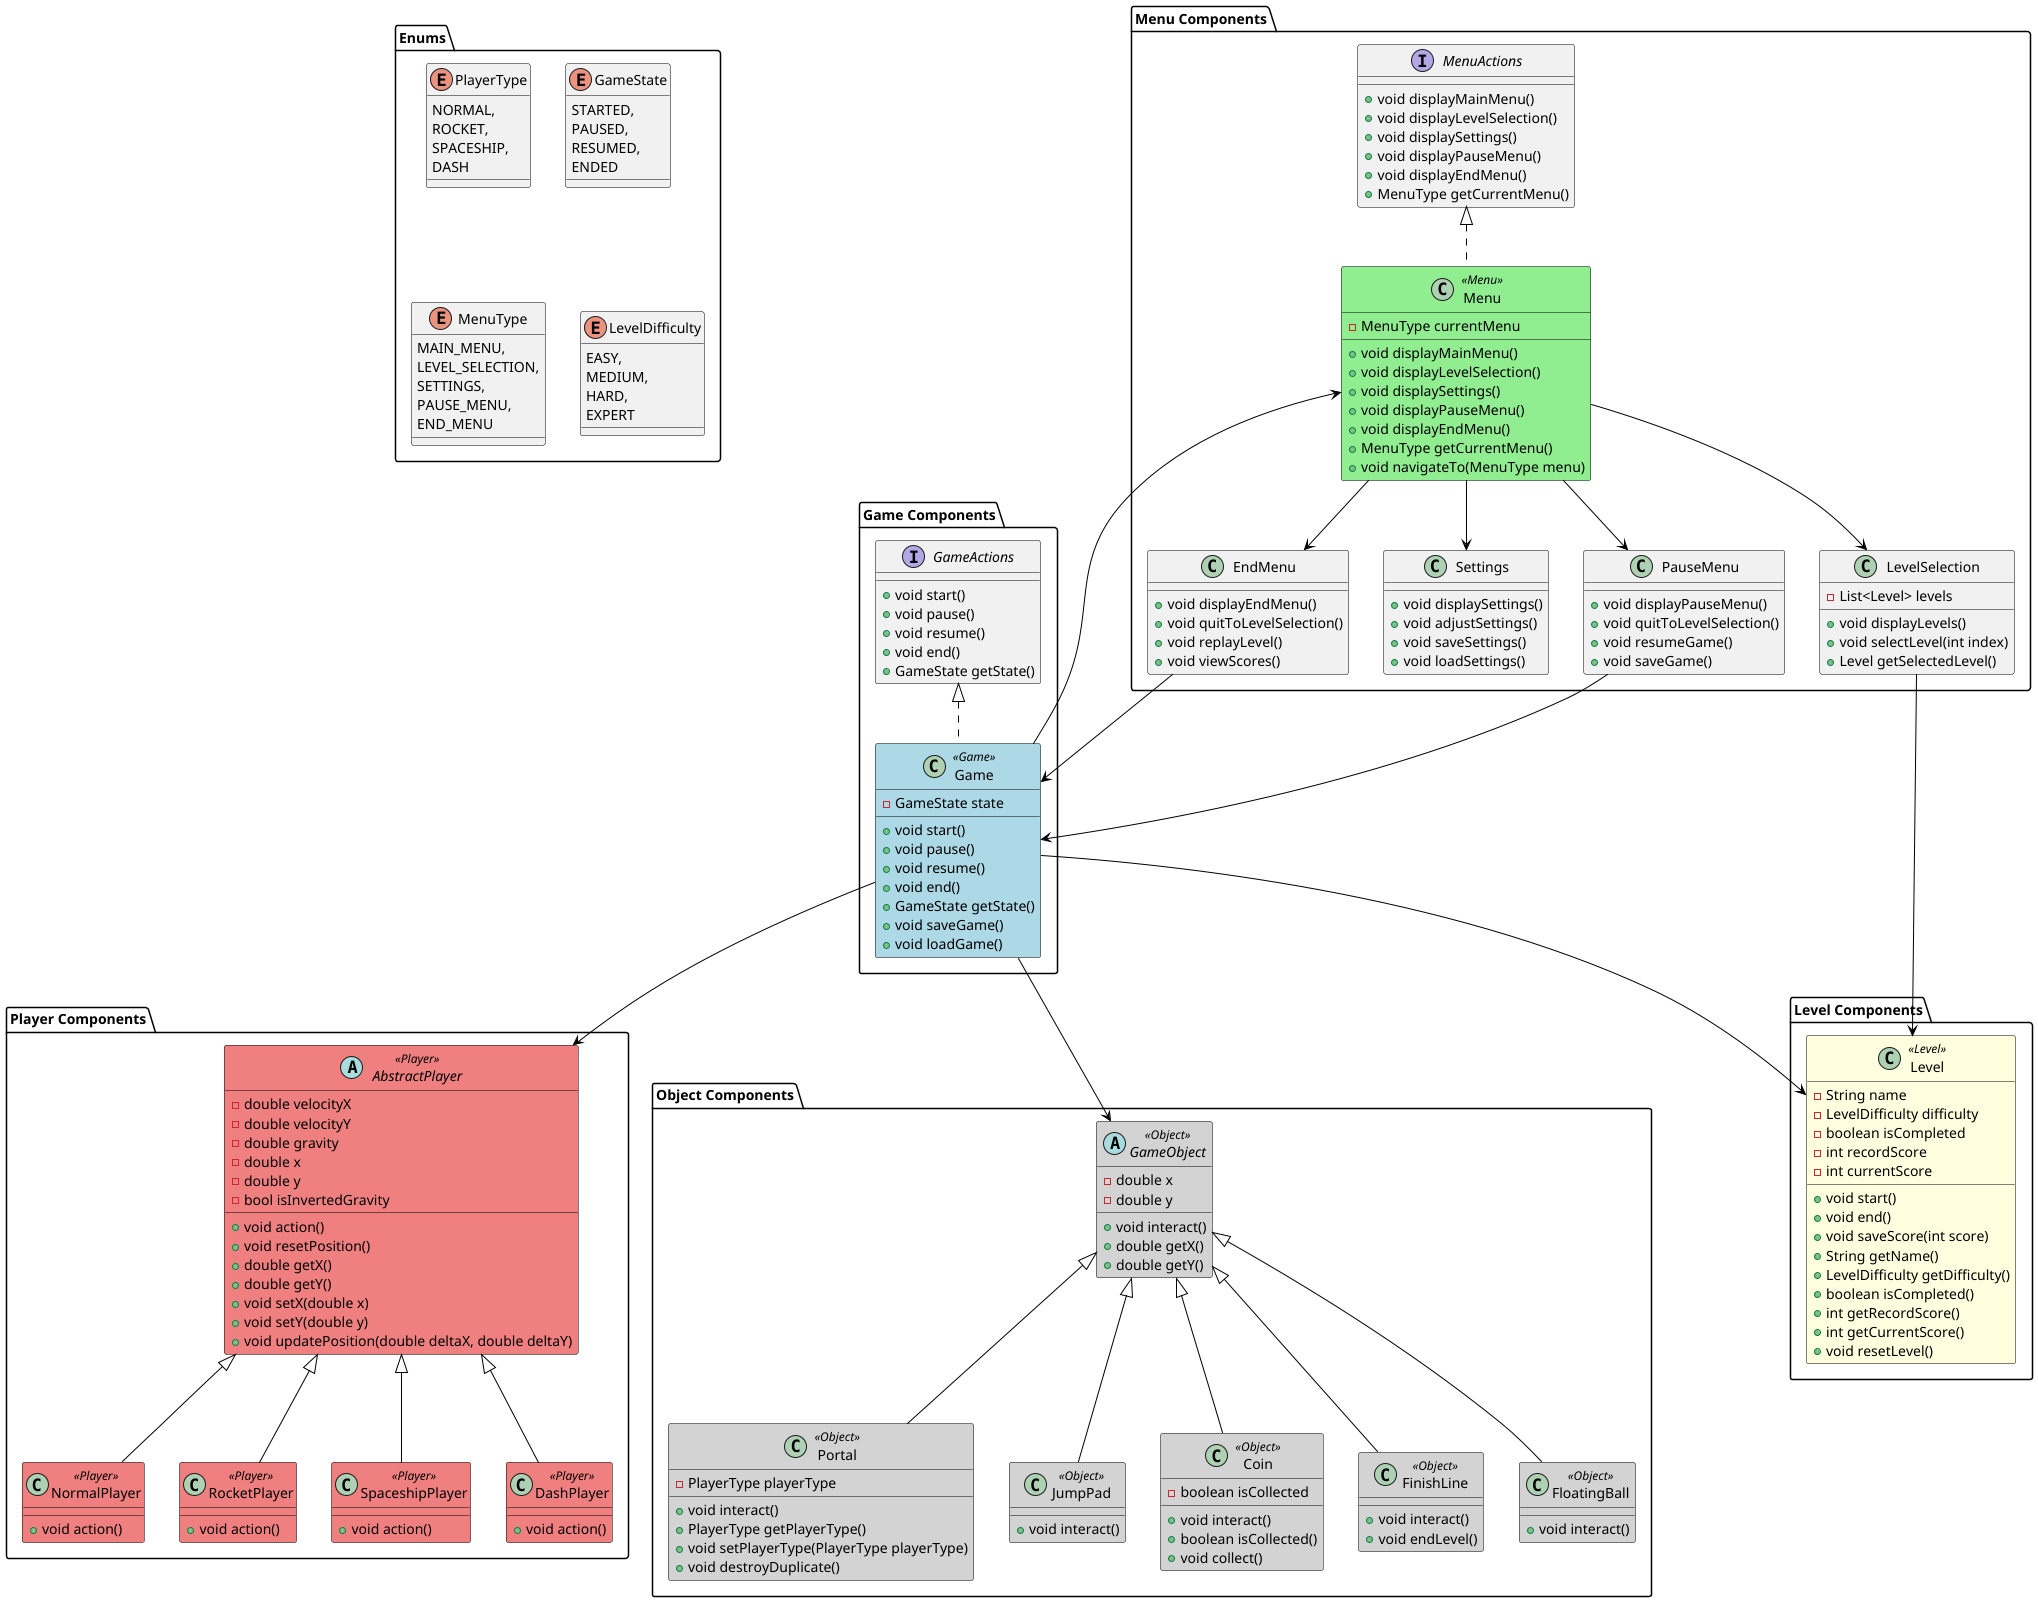 Enums
E PlayerType
NORMAL,
ROCKET,
SPACESHIP,
DASH
E GameState
STARTED,
PAUSED,
RESUMED,
ENDED
E MenuType
MAIN_MENU,
LEVEL_SELECTION,
SETTINGS,
PAUSE_MENU,
END_MENU
E LevelDifficulty
EASY,
MEDIUM,
HARD,
EXPERT
Menu Components
I MenuActions
void displayMainMenu()
void displayLevelSelection()
void displaySettings()
void displayPauseMenu()
void displayEndMenu()
MenuType getCurrentMenu()
«Menu»
C Menu
MenuType currentMenu
void displayMainMenu()
void displayLevelSelection()
void displaySettings()
void displayPauseMenu()
void displayEndMenu()
MenuType getCurrentMenu()
void navigateTo(MenuType menu)
C EndMenu
void displayEndMenu()
void quitToLevelSelection()
void replayLevel()
void viewScores()
C Settings
void displaySettings()
void adjustSettings()
void saveSettings()
void loadSettings()
C PauseMenu
void displayPauseMenu()
void quitToLevelSelection()
void resumeGame()
void saveGame()
C LevelSelection
List<Level> levels
void displayLevels()
void selectLevel(int index)
Level getSelectedLevel()
Game Components
I GameActions
void start()
void pause()
void resume()
void end()
GameState getState()
«Game»
C Game
GameState state
void start()
void pause()
void resume()
void end()
GameState getState()
void saveGame()
void loadGame()
Player Components
«Player»
A AbstractPlayer
double velocityX
double velocityY
double gravity
double x
double y
bool isInvertedGravity
void action()
void resetPosition()
double getX()
double getY()
void setX(double x)
void setY(double y)
void updatePosition(double deltaX, double deltaY)
«Player»
C NormalPlayer
void action()
«Player»
C RocketPlayer
void action()
«Player»
C SpaceshipPlayer
void action()
«Player»
C DashPlayer
void action()
Object Components
«Object»
A GameObject
double x
double y
void interact()
double getX()
double getY()
«Object»
C Portal
PlayerType playerType
void interact()
PlayerType getPlayerType()
void setPlayerType(PlayerType playerType)
void destroyDuplicate()
«Object»
C JumpPad
void interact()
«Object»
C Coin
boolean isCollected
void interact()
boolean isCollected()
void collect()
«Object»
C FinishLine
void interact()
void endLevel()
«Object»
C FloatingBall
void interact()
Level Components
«Level»
C Level
String name
LevelDifficulty difficulty
boolean isCompleted
int recordScore
int currentScore
void start()
void end()
void saveScore(int score)
String getName()
LevelDifficulty getDifficulty()
boolean isCompleted()
int getRecordScore()
int getCurrentScore()
void resetLevel()